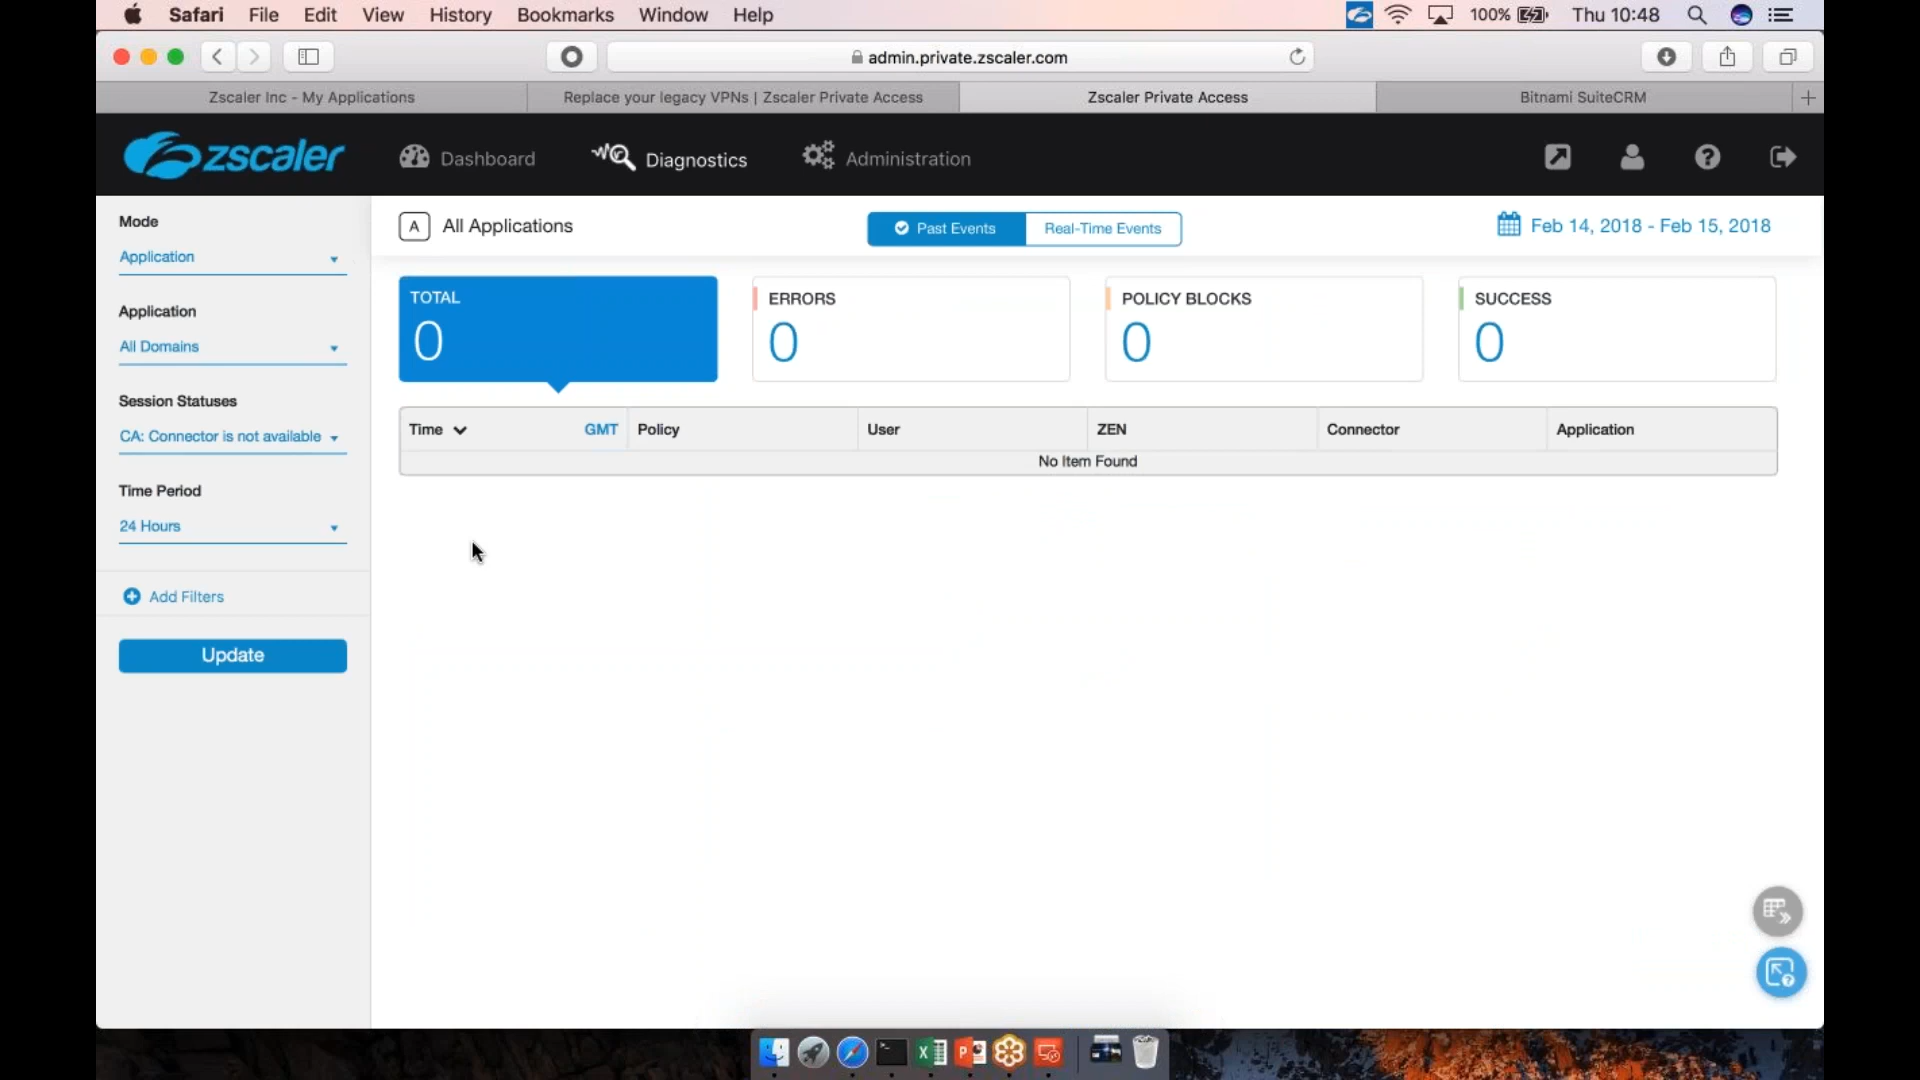 Safari File Edit View History Bookmarks Window Help 100% Thu 10:48
admin.private.zscaler.com
Zscaler Inc - My Applications Replace your legacy VPNs | Zscaler Private Access Zscaler Private Access Bitnami SuiteCRM
zscaler Dashboard Diagnostics Administration
Mode
Application
Application
All Domains
Session Statuses
CA: Connector is not available
Time Period
24 Hours
Add Filters
Update
A All Applications Past Events Real-Time Events Feb 14, 2018 - Feb 15, 2018
TOTAL ERRORS POLICY BLOCKS SUCCESS
0 0 0 0
Time GMT Policy User ZEN Connector Application
No Item Found